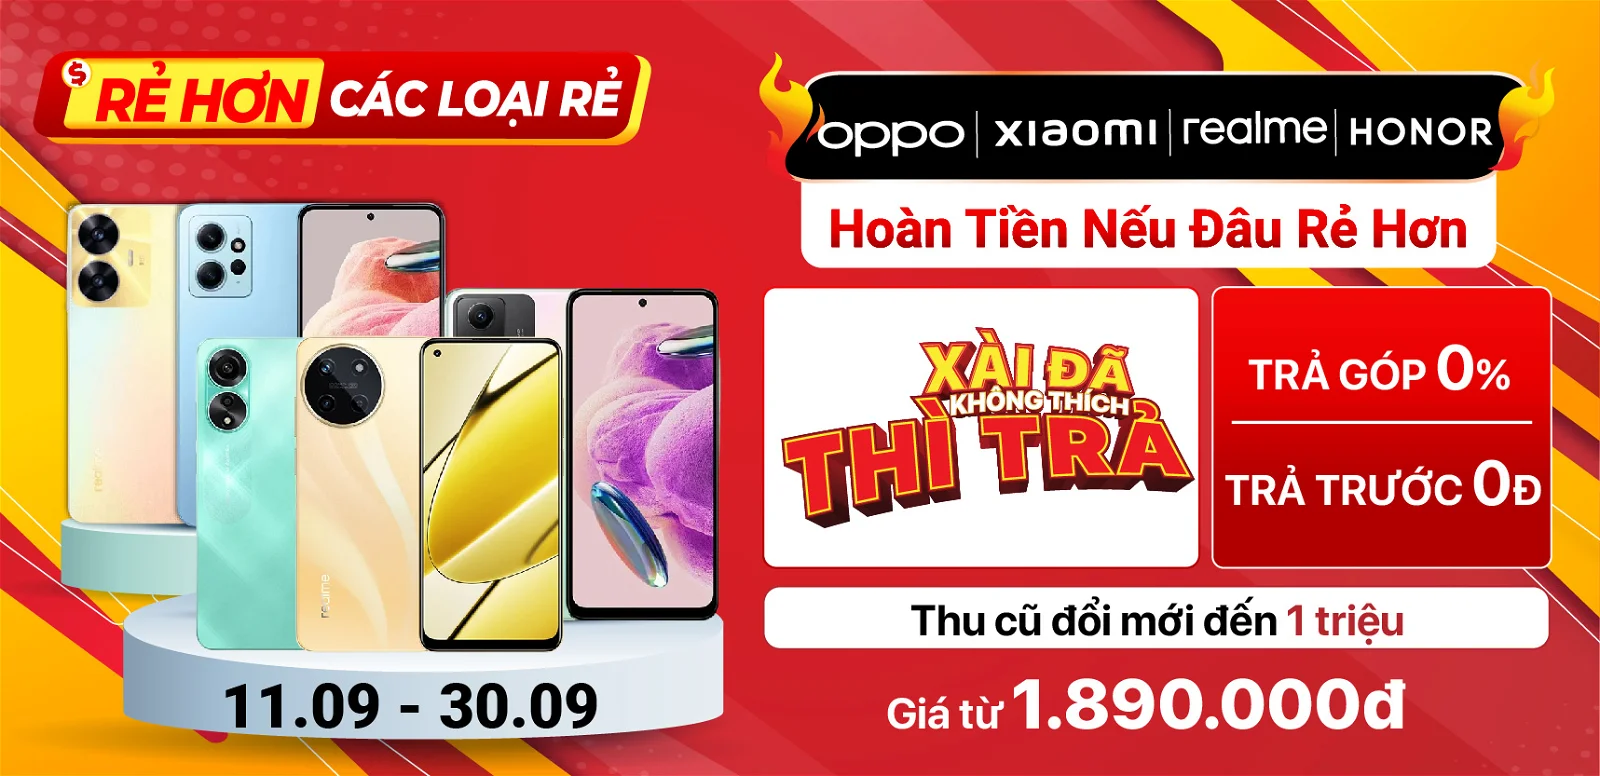 $
RẺ HƠN CÁC LOẠI RẺ
oppo | xiaomi | realme | HONOR
Hoàn Tiền Nếu Đâu Rẻ Hơn
XÀI ĐÃ
KHÔNG THÍCH
THÌ TRẢ
TRẢ GÓP 0%
TRẢ TRƯỚC 0Đ
Thu cũ đổi mới đến 1 triệu
Giá từ 1.890.000đ
realme
11.09 - 30.09